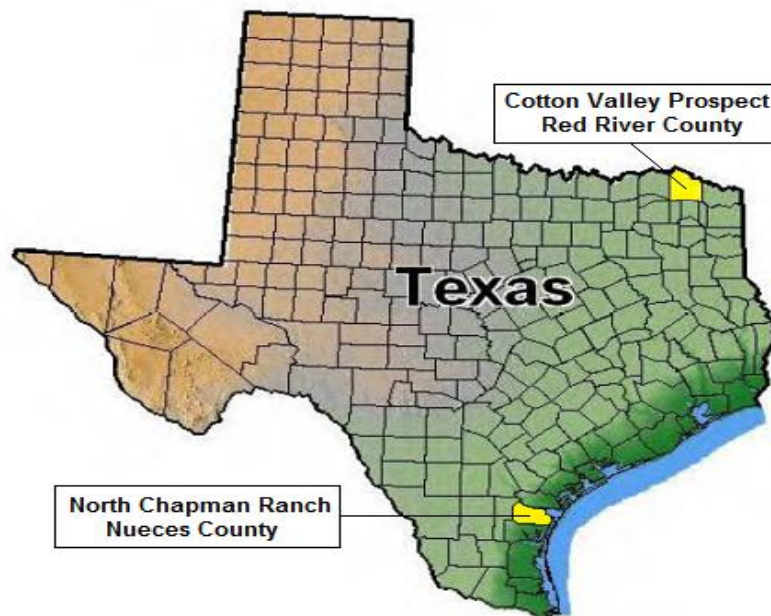 Cotton Valley Prospect
Red River County
Texas
North Chapman Ranch
Nueces County